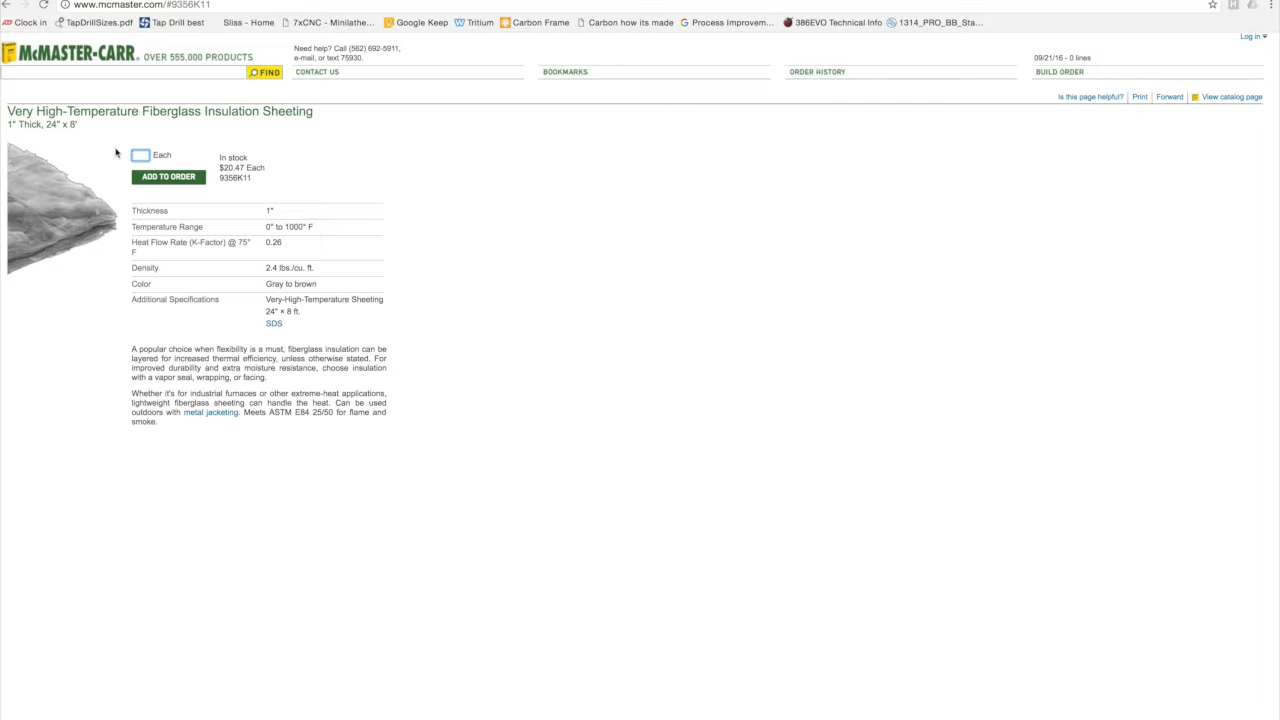 www.mcmaster.com/#9356K11
Clock in TapDrillSizes.pdf Tap Drill best Sliss - Home 7xCNC - Minilathe... Google Keep Tritium Carbon Frame Carbon how its made Process Improvem... 386EVO Technical Info 1314_PRO_BB_Sta...
Log in
McMASTER-CARR. OVER 555,000 PRODUCTS
Need help? Call (562) 692-5911,
e-mail, or text 75930.
09/21/16 - 0 lines
FIND
CONTACT US BOOKMARKS ORDER HISTORY BUILD ORDER
Is this page helpful? Print Forward View catalog page
Very High-Temperature Fiberglass Insulation Sheeting
1" Thick, 24" x 8'
Each
ADD TO ORDER
In stock
$20.47 Each
9356K11
Thickness 1"
Temperature Range 0° to 1000° F
Heat Flow Rate (K-Factor) @ 75° 0.26
F
Density 2.4 lbs./cu. ft.
Color Gray to brown
Additional Specifications Very-High-Temperature Sheeting
24" × 8 ft.
SDS
A popular choice when flexibility is a must, fiberglass insulation can be
layered for increased thermal efficiency, unless otherwise stated. For
improved durability and extra moisture resistance, choose insulation
with a vapor seal, wrapping, or facing.
Whether it's for industrial furnaces or other extreme-heat applications,
lightweight fiberglass sheeting can handle the heat. Can be used
outdoors with metal jacketing. Meets ASTM E84 25/50 for flame and
smoke.